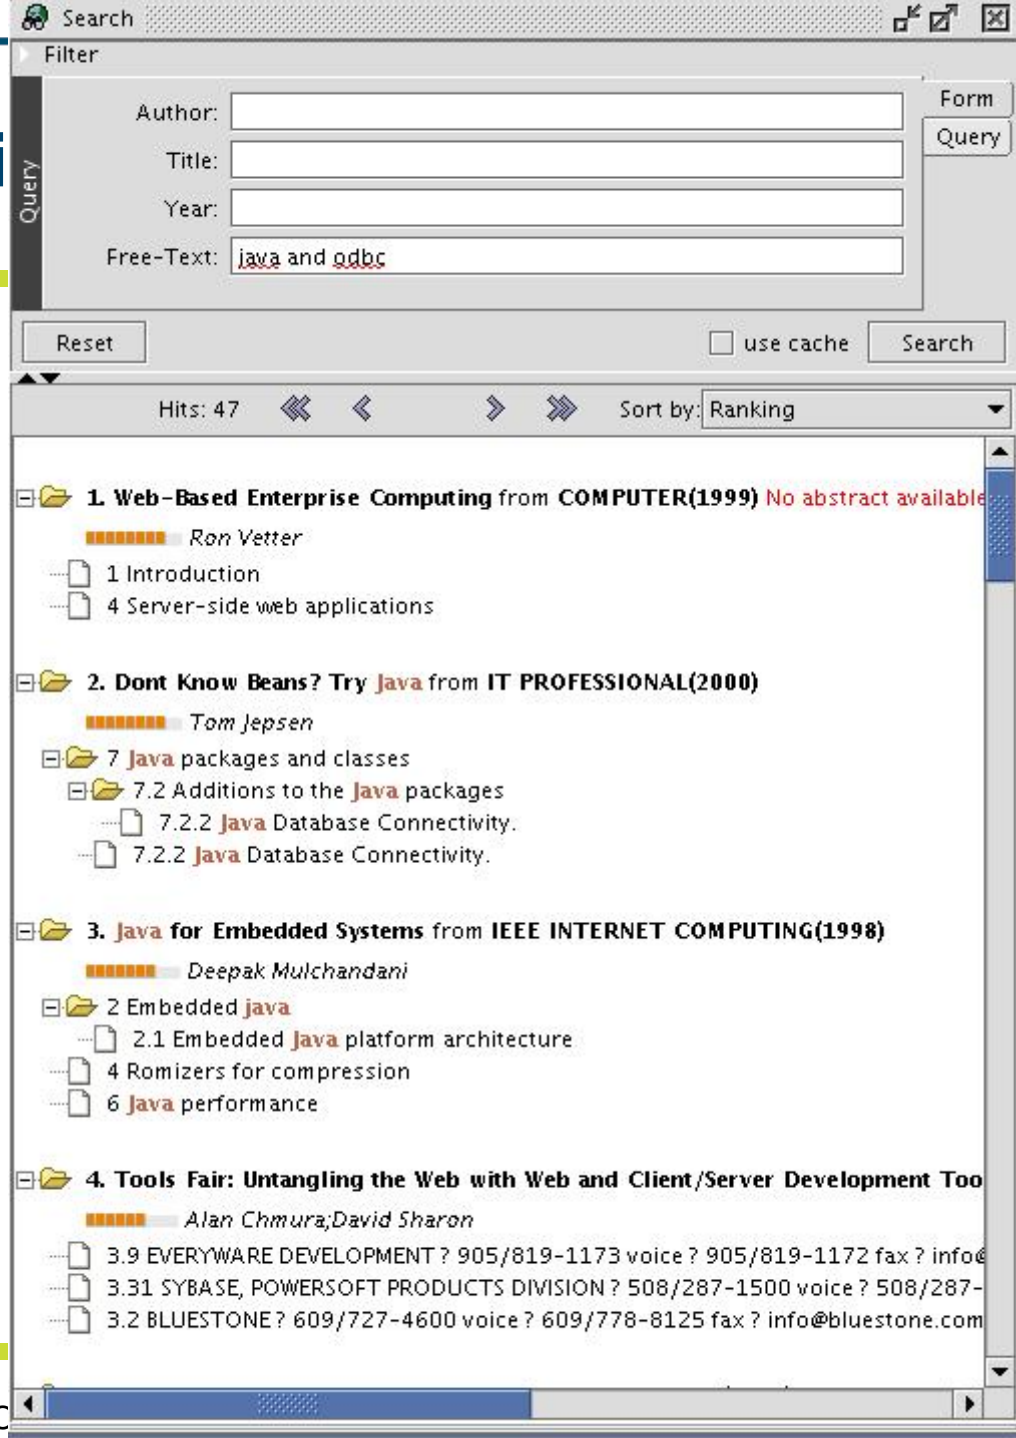 Search
Filter
Query
Author:
Title:
Year:
Free-Text: java and odbc
Form
Query
Reset
use cache
Search
Hits: 47
Sort by: Ranking
1. Web-Based Enterprise Computing from COMPUTER(1999) No abstract available
Ron Vetter
1 Introduction
4 Server-side web applications
2. Dont Know Beans? Try Java from IT PROFESSIONAL(2000)
Tom Jepsen
7 Java packages and classes
7.2 Additions to the Java packages
7.2.2 Java Database Connectivity.
7.2.2 Java Database Connectivity.
3. Java for Embedded Systems from IEEE INTERNET COMPUTING(1998)
Deepak Mulchandani
2 Embedded java
2.1 Embedded Java platform architecture
4 Romizers for compression
6 Java performance
4. Tools Fair: Untangling the Web with Web and Client/Server Development Too
Alan Chmura;David Sharon
3.9 EVERYWARE DEVELOPMENT ? 905/819-1173 voice ? 905/819-1172 fax ? info@
3.31 SYBASE, POWERSOFT PRODUCTS DIVISION ? 508/287-1500 voice ? 508/287-
3.2 BLUESTONE ? 609/727-4600 voice ? 609/778-8125 fax ? info@bluestone.com